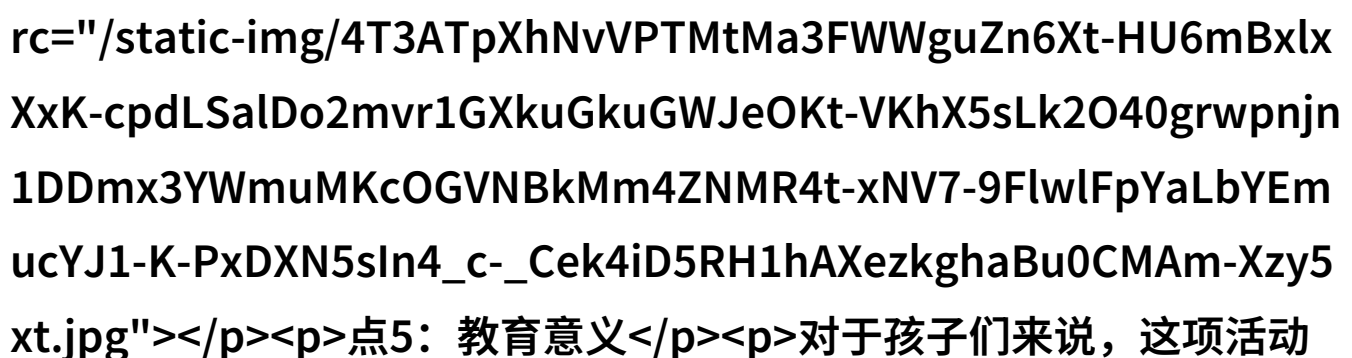 rc="/static-img/4T3ATpXhNvVPTMtMa3FWWguZn6Xt-HU6mBxlx
XxK-cpdLSalDo2mvr1GXkuGkuGWJeOKt-VKhX5sLk2O40grwpnjn
1DDmx3YWmuMKcOGVNBkMm4ZNMR4t-xNV7-9FlwlFpYaLbYEm
ucYJ1-K-PxDXN5sIn4_c-_Cek4iD5RH1hAXezkghaBu0CMAm-Xzy5
xt.jpg"></p><p>点5：教育意义</p><p>对于孩子们来说，这项活动